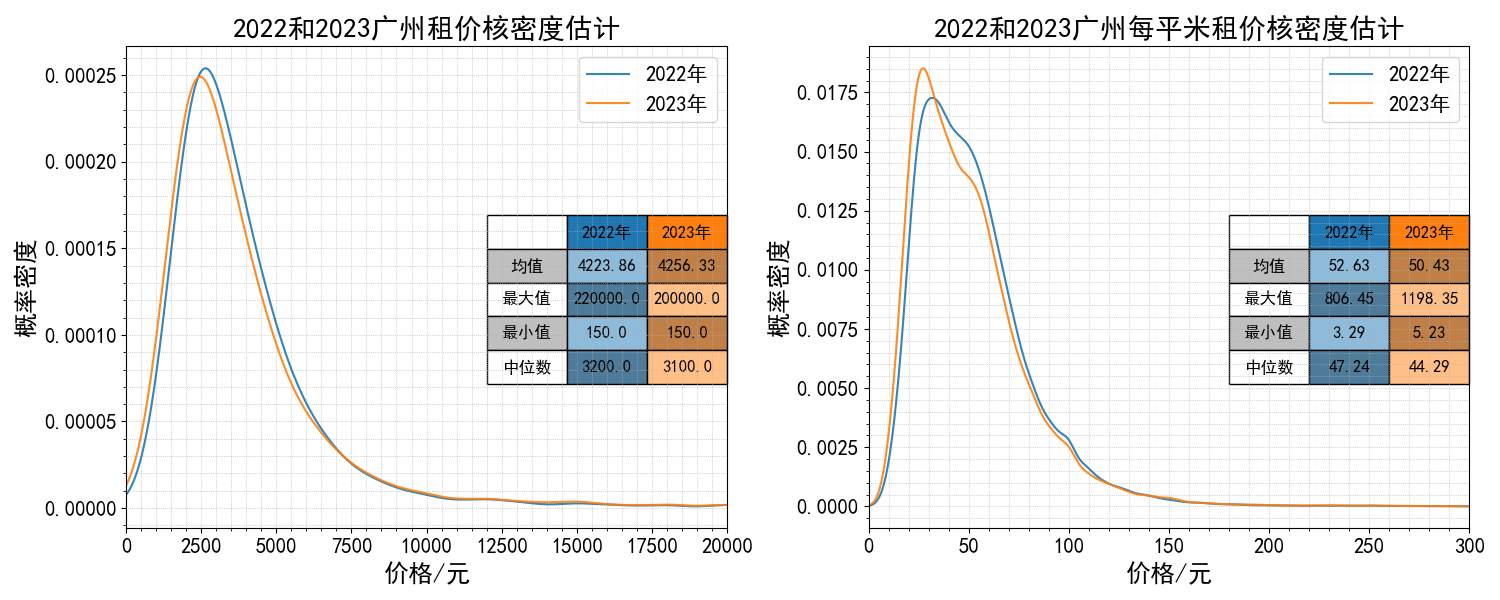 2022和2023广州租价核密度估计
概率密度
0.00025
0.00020
0.00015
0.00010
0.00005
0.00000
0 2500 5000 7500 10000 12500 15000 17500 20000
价格/元
2022年
2023年
2022年 2023年
均值 4223.86 4256.33
最大值 220000.0 200000.0
最小值 150.0 150.0
中位数 3200.0 3100.0
2022和2023广州每平米租价核密度估计
概率密度
0.0175
0.0150
0.0125
0.0100
0.0075
0.0050
0.0025
0.0000
0 50 100 150 200 250 300
价格/元
2022年
2023年
2022年 2023年
均值 52.63 50.43
最大值 806.45 1198.35
最小值 3.29 5.23
中位数 47.24 44.29